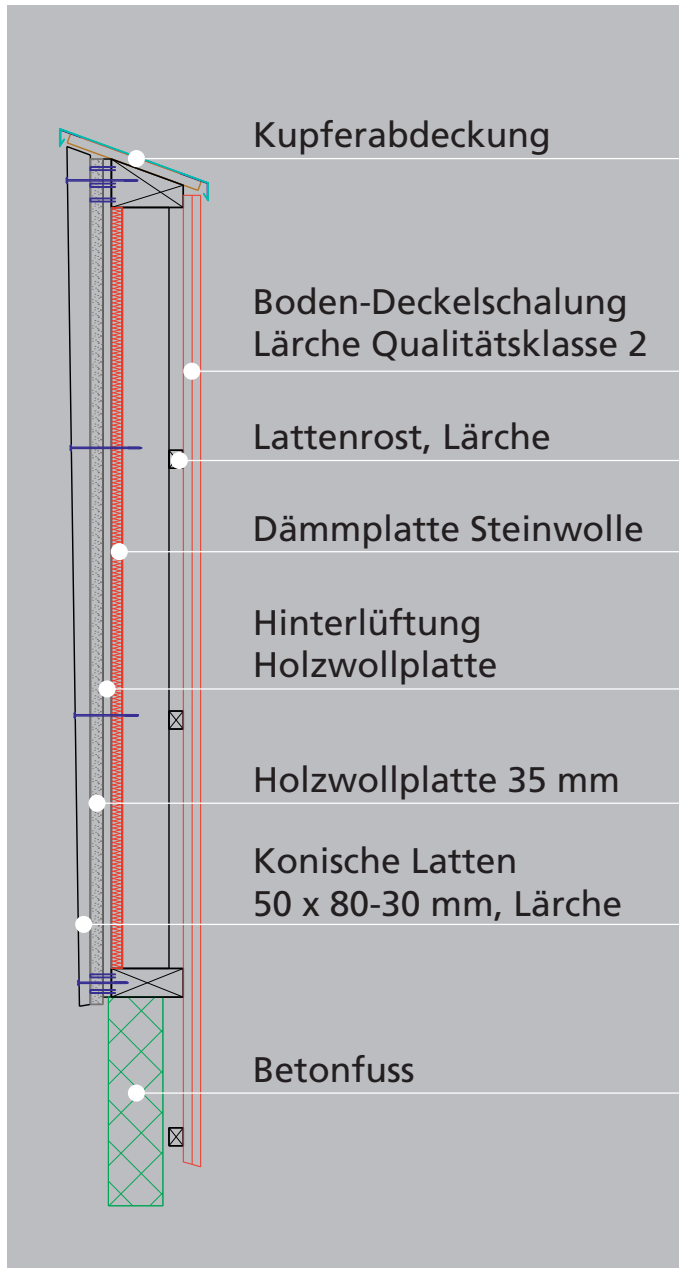 Kupferabdeckung
Boden-Deckelschalung
Lärche Qualitätsklasse 2
Lattenrost, Lärche
Dämmplatte Steinwolle
Hinterlüftung
Holzwollplatte
Holzwollplatte 35 mm
Konische Latten
50 x 80-30 mm, Lärche
Betonfuss